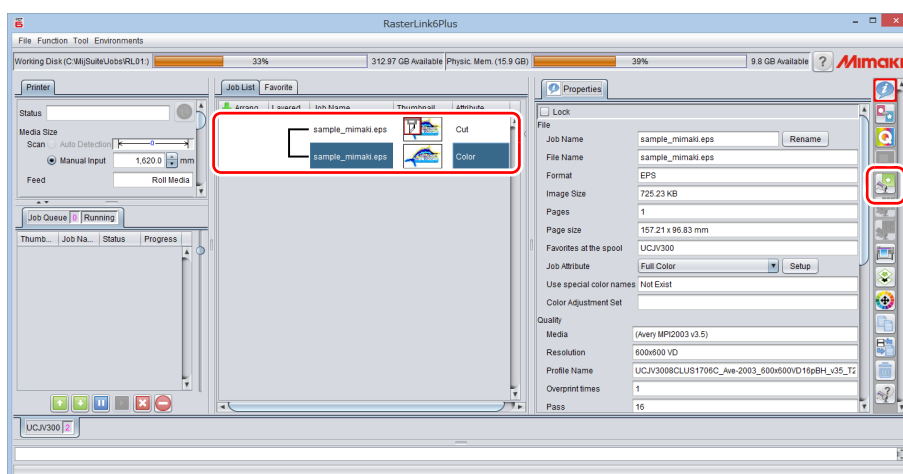 6
RasterLink6Plus
File Function Tool Environments
Working Disk (C:\MijSuite\Jobs\RL01:) 33% 312.97 GB Available Physic. Mem. (15.9 GB) 39% 9.8 GB Available ? Mimaki
Printer
Status
Media Size
Scan Auto Detection 0
Manual Input 1,620.0 mm
Feed Roll Media
Job Queue 0 Running
Thumb... Job Na... Status Progress
Job List Favorite
Arrang Layered Job Name Thumbnail Attribute
sample_mimaki.eps Cut
sample_mimaki.eps Color
Properties
Lock
File
Job Name sample_mimaki.eps Rename
File Name sample_mimaki.eps
Format EPS
Image Size 725.23 KB
Pages 1
Page size 157.21 x 96.83 mm
Favorites at the spool UCJV300
Job Attribute Full Color Setup
Use special color names Not Exist
Color Adjustment Set
Quality
Media (Avery MPI2003 v3.5)
Resolution 600x600 VD
Profile Name UCJV3008CLUS1706C_Ave-2003_600x600VD16pBH_v35_T2
Overprint times 1
Pass 16
UCJV300 2